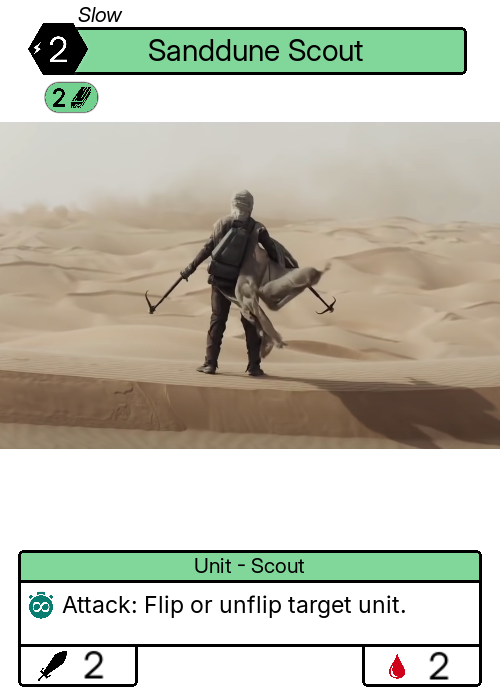 Slow
2
Sanddune Scout
2
Unit - Scout
Attack: Flip or unflip target unit.
2
2